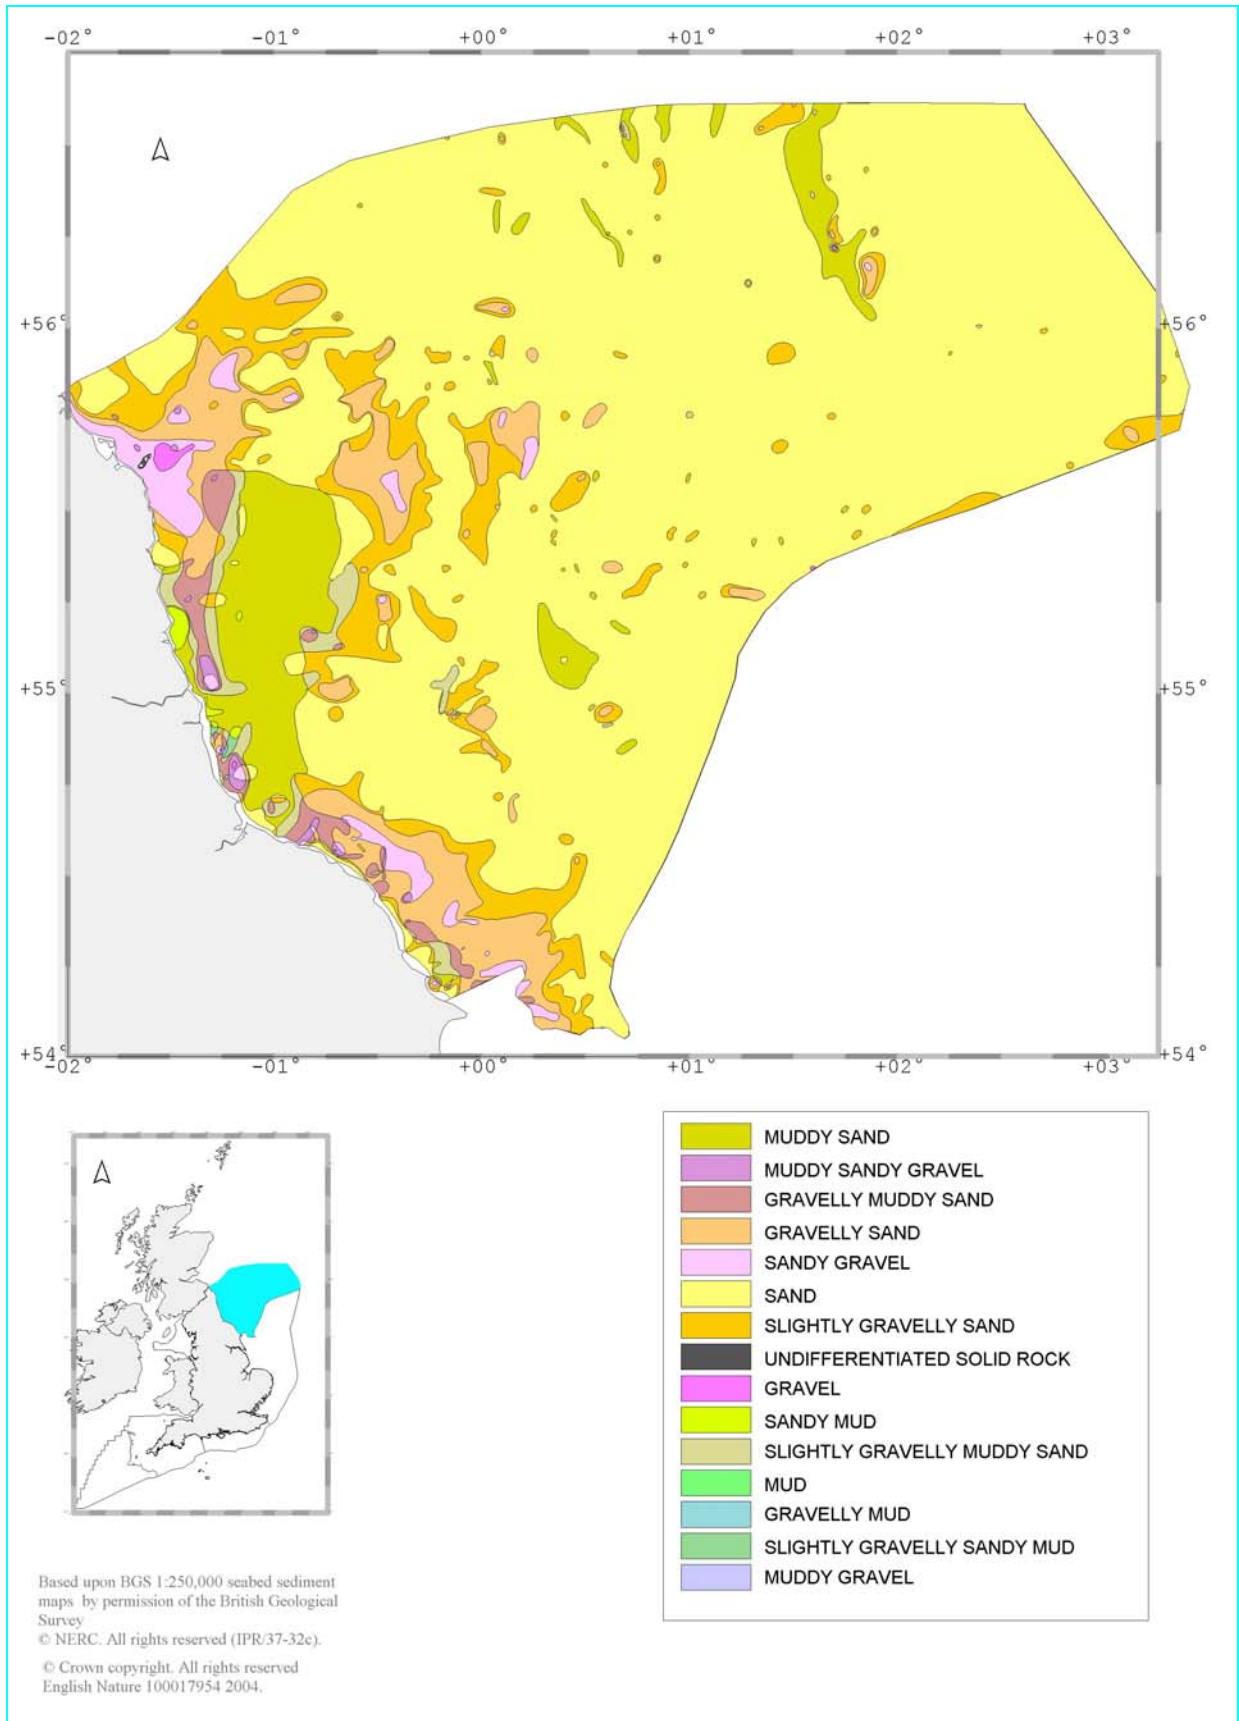 -02° -01° +00° +01° +02° +03°
+56° +56°
+55° +55°
+54° +54°
-02° -01° +00° +01° +02° +03°
MUDDY SAND
MUDDY SANDY GRAVEL
GRAVELLY MUDDY SAND
GRAVELLY SAND
SANDY GRAVEL
SAND
SLIGHTLY GRAVELLY SAND
UNDIFFERENTIATED SOLID ROCK
GRAVEL
SANDY MUD
SLIGHTLY GRAVELLY MUDDY SAND
MUD
GRAVELLY MUD
SLIGHTLY GRAVELLY SANDY MUD
MUDDY GRAVEL
Based upon BGS 1:250,000 seabed sediment
maps by permission of the British Geological
Survey
© NERC. All rights reserved (IPR/37-32c).
© Crown copyright. All rights reserved
English Nature 100017954 2004.